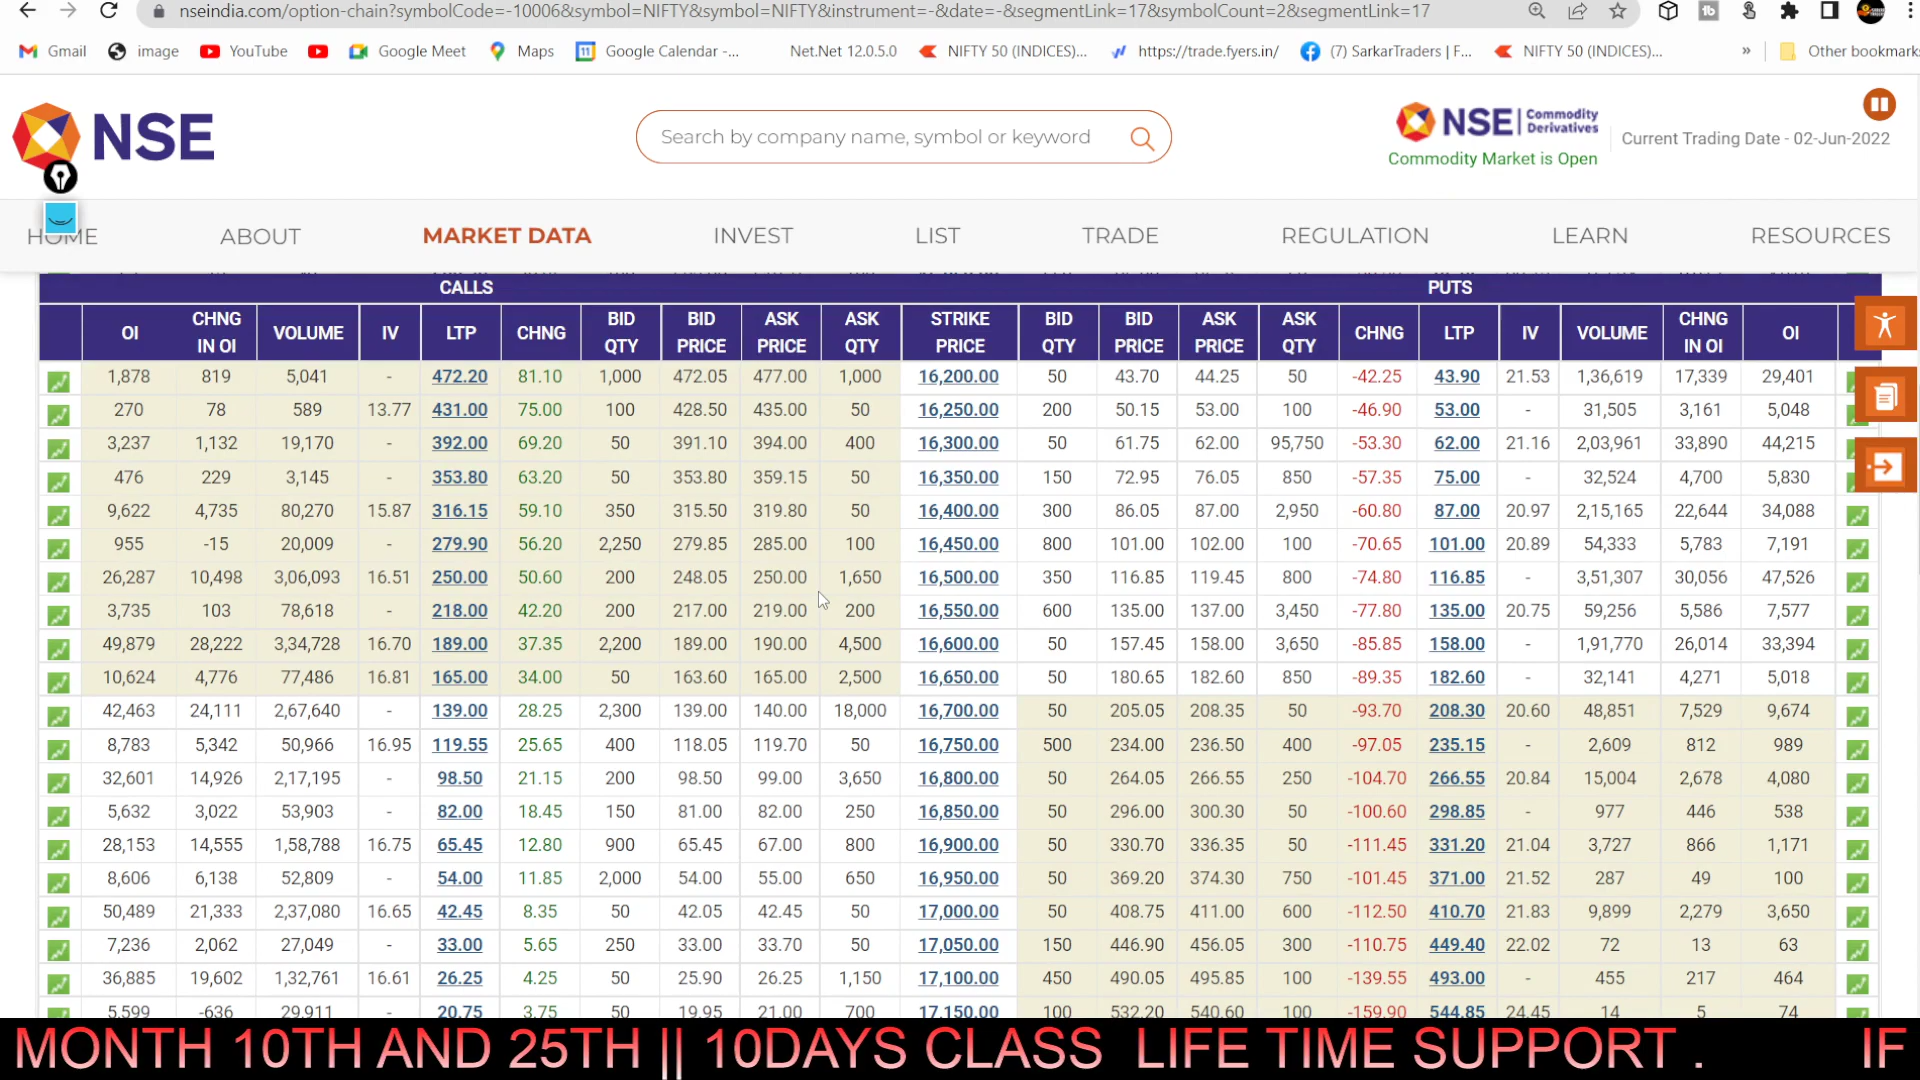 nseindia.com/option-chain?symbolCode=-10006&symbol=NIFTY&symbol=NIFTY&instrument=-&date=-&segmentLink=17&symbolCount=2&segmentLink=17
Gmail image YouTube Google Meet Maps Google Calendar -... Net.Net 12.0.5.0 NIFTY 50 (INDICES)... https://trade.fyers.in/ (7) SarkarTraders | F... NIFTY 50 (INDICES)... » Other bookmarks
NSE
Search by company name, symbol or keyword
NSE Commodity Derivatives
Commodity Market is Open
Current Trading Date - 02-Jun-2022
HOME ABOUT MARKET DATA INVEST LIST TRADE REGULATION LEARN RESOURCES
CALLS PUTS
OI CHNG IN OI VOLUME IV LTP CHNG BID QTY BID PRICE ASK PRICE ASK QTY STRIKE PRICE BID QTY BID PRICE ASK PRICE ASK QTY CHNG LTP IV VOLUME CHNG IN OI OI
1,878 819 5,041 - 472.20 81.10 1,000 472.05 477.00 1,000 16,200.00 50 43.70 44.25 50 -42.25 43.90 21.53 1,36,619 17,339 29,401
270 78 589 13.77 431.00 75.00 100 428.50 435.00 50 16,250.00 200 50.15 53.00 100 -46.90 53.00 - 31,505 3,161 5,048
3,237 1,132 19,170 - 392.00 69.20 50 391.10 394.00 400 16,300.00 50 61.75 62.00 95,750 -53.30 62.00 21.16 2,03,961 33,890 44,215
476 229 3,145 - 353.80 63.20 50 353.80 359.15 50 16,350.00 150 72.95 76.05 850 -57.35 75.00 - 32,524 4,700 5,830
9,622 4,735 80,270 15.87 316.15 59.10 350 315.50 319.80 50 16,400.00 300 86.05 87.00 2,950 -60.80 87.00 20.97 2,15,165 22,644 34,088
955 -15 20,009 - 279.90 56.20 2,250 279.85 285.00 100 16,450.00 800 101.00 102.00 100 -70.65 101.00 20.89 54,333 5,783 7,191
26,287 10,498 3,06,093 16.51 250.00 50.60 200 248.05 250.00 1,650 16,500.00 350 116.85 119.45 800 -74.80 116.85 - 3,51,307 30,056 47,526
3,735 103 78,618 - 218.00 42.20 200 217.00 219.00 200 16,550.00 600 135.00 137.00 3,450 -77.80 135.00 20.75 59,256 5,586 7,577
49,879 28,222 3,34,728 16.70 189.00 37.35 2,200 189.00 190.00 4,500 16,600.00 50 157.45 158.00 3,650 -85.85 158.00 - 1,91,770 26,014 33,394
10,624 4,776 77,486 16.81 165.00 34.00 50 163.60 165.00 2,500 16,650.00 50 180.65 182.60 850 -89.35 182.60 - 32,141 4,271 5,018
42,463 24,111 2,67,640 - 139.00 28.25 2,300 139.00 140.00 18,000 16,700.00 50 205.05 208.35 50 -93.70 208.30 20.60 48,851 7,529 9,674
8,783 5,342 50,966 16.95 119.55 25.65 400 118.05 119.70 50 16,750.00 500 234.00 236.50 400 -97.05 235.15 - 2,609 812 989
32,601 14,926 2,17,195 - 98.50 21.15 200 98.50 99.00 3,650 16,800.00 50 264.05 266.55 250 -104.70 266.55 20.84 15,004 2,678 4,080
5,632 3,022 53,903 - 82.00 18.45 150 81.00 82.00 250 16,850.00 50 296.00 300.30 50 -100.60 298.85 - 977 446 538
28,153 14,555 1,58,788 16.75 65.45 12.80 900 65.45 67.00 800 16,900.00 50 330.70 336.35 50 -111.45 331.20 21.04 3,727 866 1,171
8,606 6,138 52,809 - 54.00 11.85 2,000 54.00 55.00 650 16,950.00 50 369.20 374.30 750 -101.45 371.00 21.52 287 49 100
50,489 21,333 2,37,080 16.65 42.45 8.35 50 42.05 42.45 50 17,000.00 50 408.75 411.00 600 -112.50 410.70 21.83 9,899 2,279 3,650
7,236 2,062 27,049 - 33.00 5.65 250 33.00 33.70 50 17,050.00 150 446.90 456.05 300 -110.75 449.40 22.02 72 13 63
36,885 19,602 1,32,761 16.61 26.25 4.25 50 25.90 26.25 1,150 17,100.00 450 490.05 495.85 100 -139.55 493.00 - 455 217 464
5,599 -636 29,911 - 20.75 3.75 50 19.95 21.00 700 17,150.00 100 532.20 540.60 100 -159.90 544.85 24.45 14 5 74
MONTH 10TH AND 25TH || 10DAYS CLASS LIFE TIME SUPPORT . IF